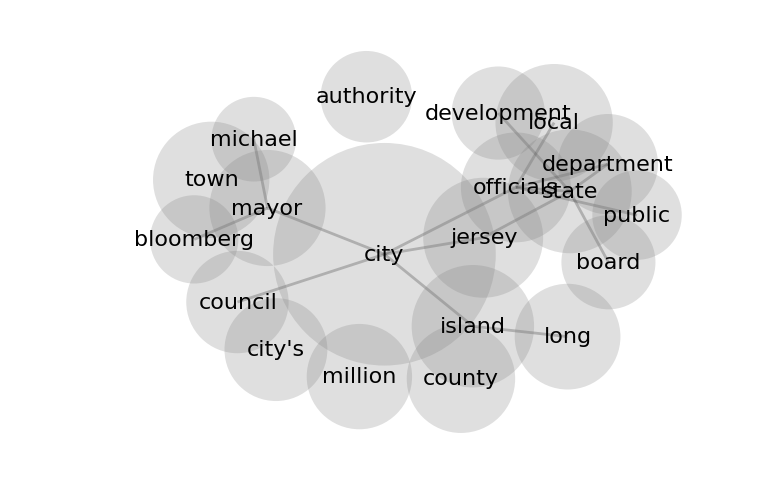 authority
development
local
michael
department
town
officials
state
mayor
public
bloomberg
jersey
city
board
council
island
long
city's
million
county